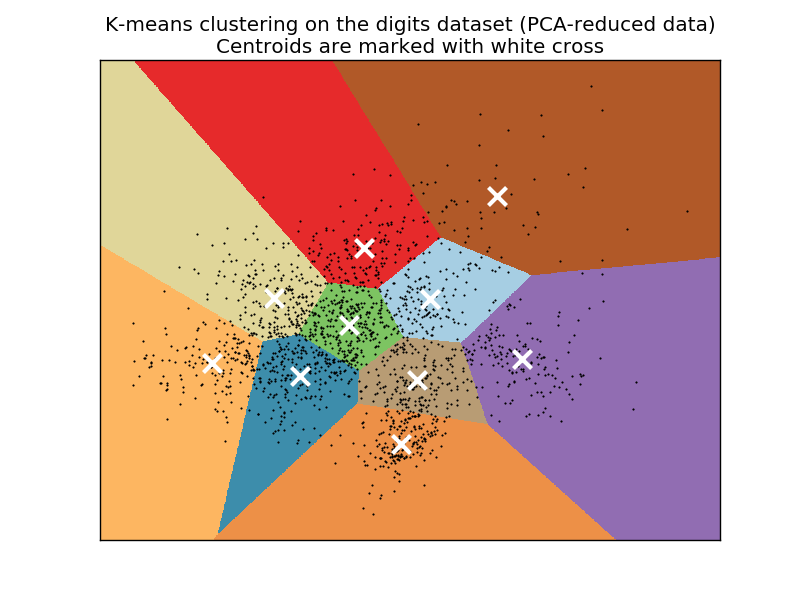 K-means clustering on the digits dataset (PCA-reduced data)
Centroids are marked with white cross